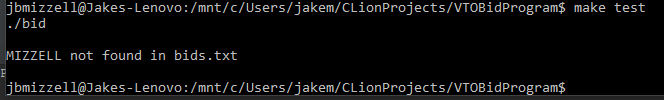 jbmizzell@Jakes-Lenovo:/mnt/c/Users/jakem/CLionProjects/VTOBidProgram$ make test
./bid
MIZZELL not found in bids.txt
jbmizzell@Jakes-Lenovo:/mnt/c/Users/jakem/CLionProjects/VTOBidProgram$